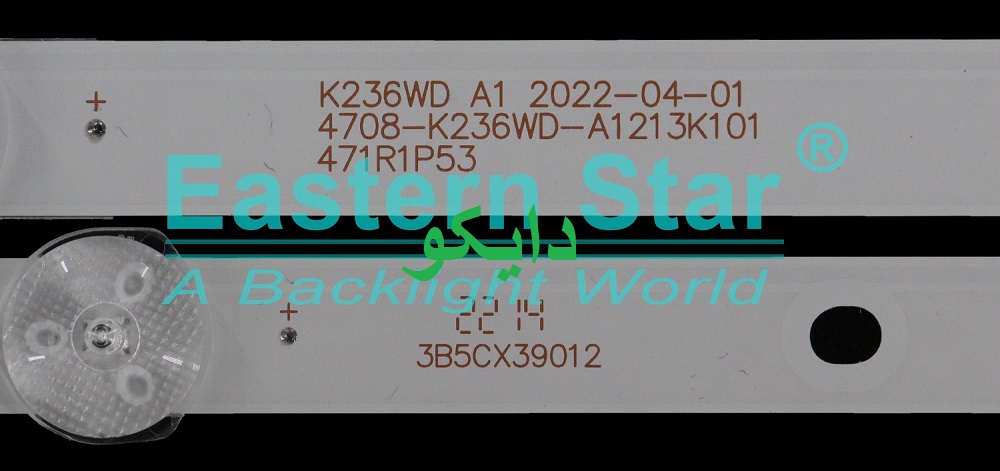 +
K236WD A1 2022-04-01
4708-K236WD-A1213K101
471R1P53
Eastern Star ®
دايكو
A Backlight World
+
2214
3B5CX39012